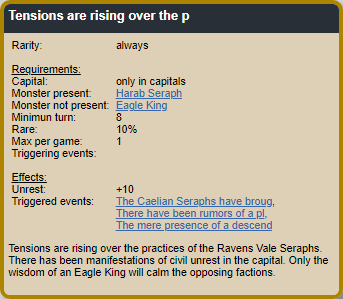 Tensions are rising over the p
Rarity: always
Requirements:
Capital: only in capitals
Monster present: Harab Seraph
Monster not present: Eagle King
Minimun turn: 8
Rare: 10%
Max per game: 1
Triggering events:
Effects:
Unrest: +10
Triggered events: The Caelian Seraphs have broug,
There have been rumors of a pl,
The mere presence of a descend
Tensions are rising over the practices of the Ravens Vale Seraphs.
There has been manifestations of civil unrest in the capital. Only the
wisdom of an Eagle King will calm the opposing factions.